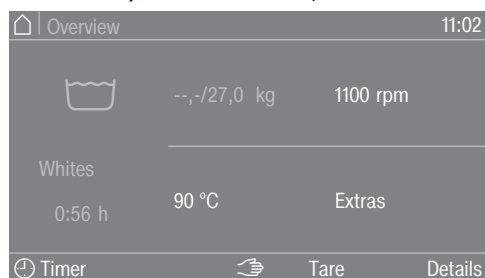 Overview 11:02
--,-/27,0 kg 1100 rpm
Whites
0:56 h
90 °C Extras
Timer Tare Details